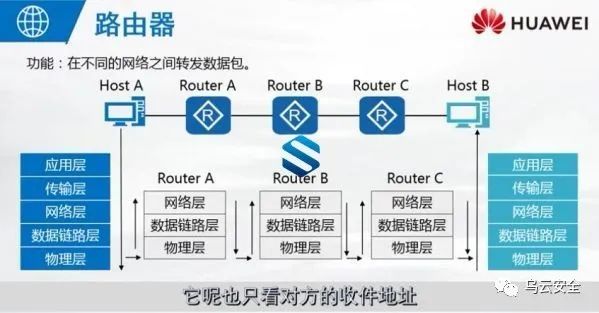 路由器
HUAWEI
功能：在不同的网络之间转发数据包。
Host A Router A Router B Router C Host B
R R R
应用层
传输层
网络层
数据链路层
物理层
Router A
网络层
数据链路层
物理层
Router B
网络层
数据链路层
物理层
Router C
网络层
数据链路层
物理层
应用层
传输层
网络层
数据链路层
物理层
它呢也只看对方的收件地址
乌云安全